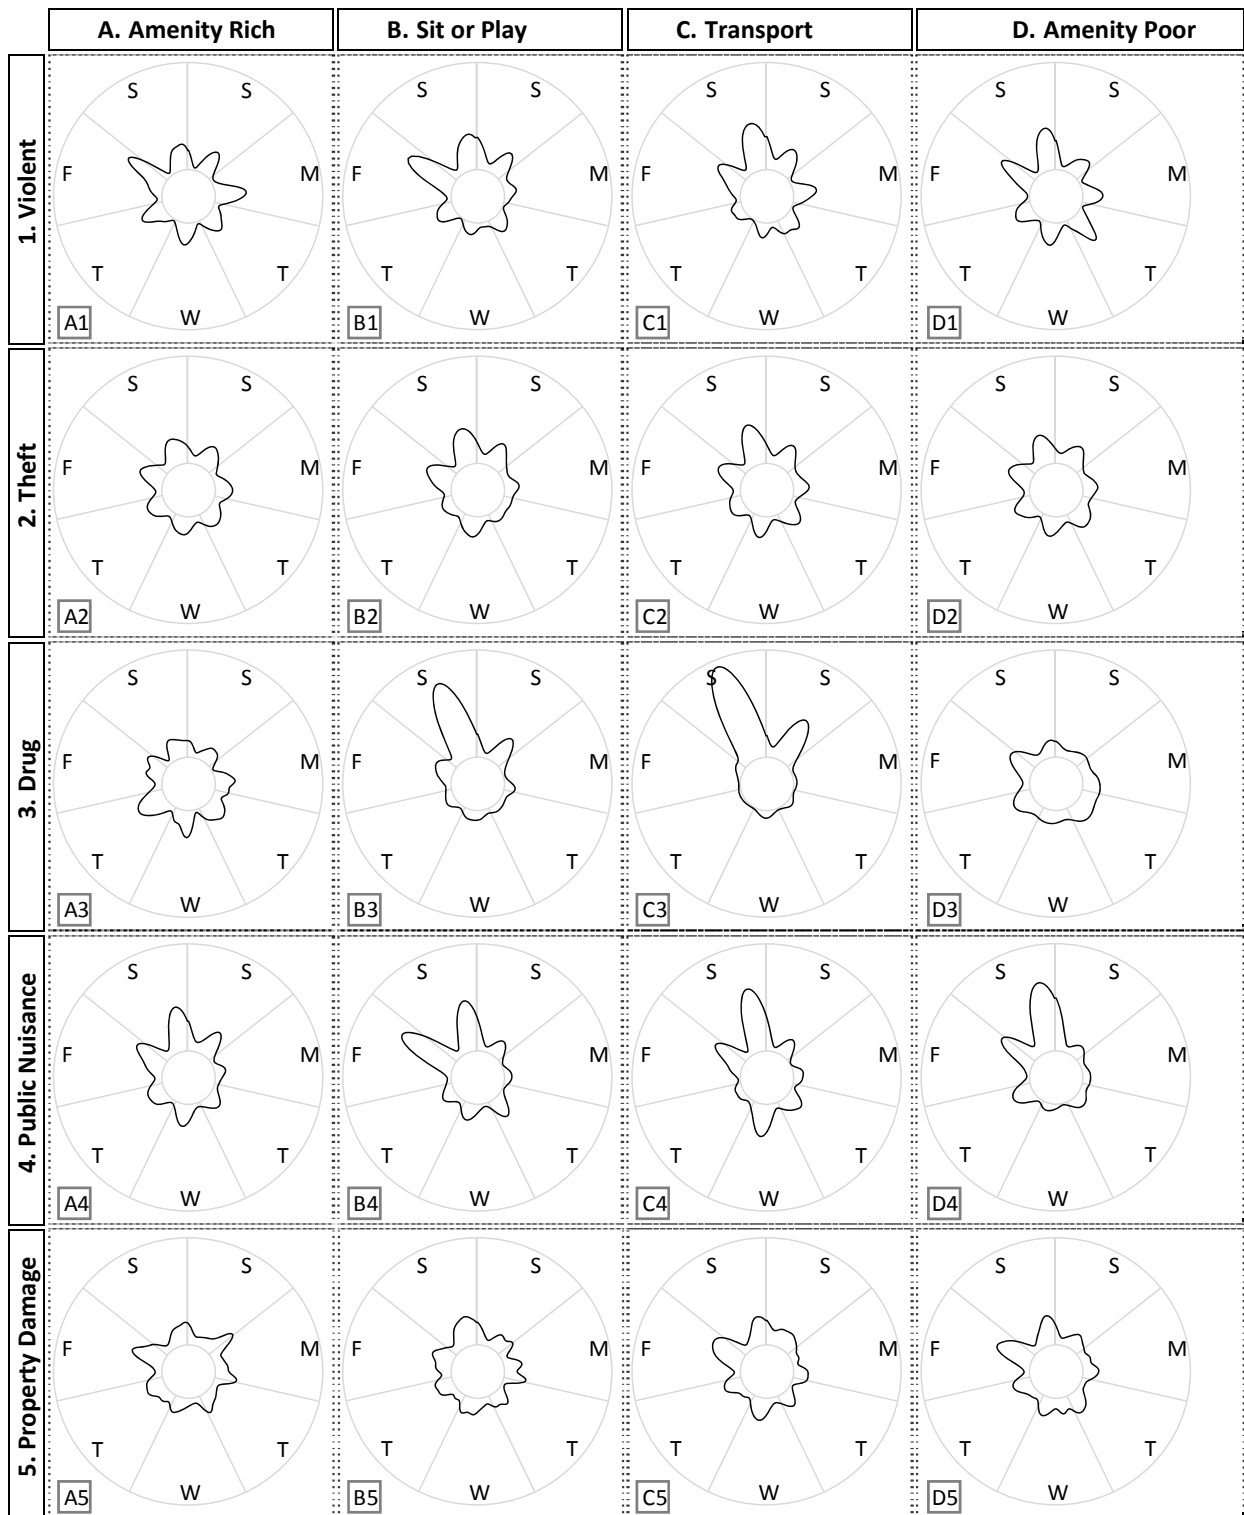 A. Amenity Rich B. Sit or Play C. Transport D. Amenity Poor
1. Violent
S S S S S S S S
F M F M F M F M
T T T T T T T T
W W W W
A1 B1 C1 D1
2. Theft
S S S S S S S S
F M F M F M F M
T T T T T T T T
W W W W
A2 B2 C2 D2
3. Drug
S S S S S S S S
F M F M F M F M
T T T T T T T T
W W W W
A3 B3 C3 D3
4. Public Nuisance
S S S S S S S S
F M F M F M F M
T T T T T T T T
W W W W
A4 B4 C4 D4
5. Property Damage
S S S S S S S S
F M F M F M F M
T T T T T T T T
W W W W
A5 B5 C5 D5